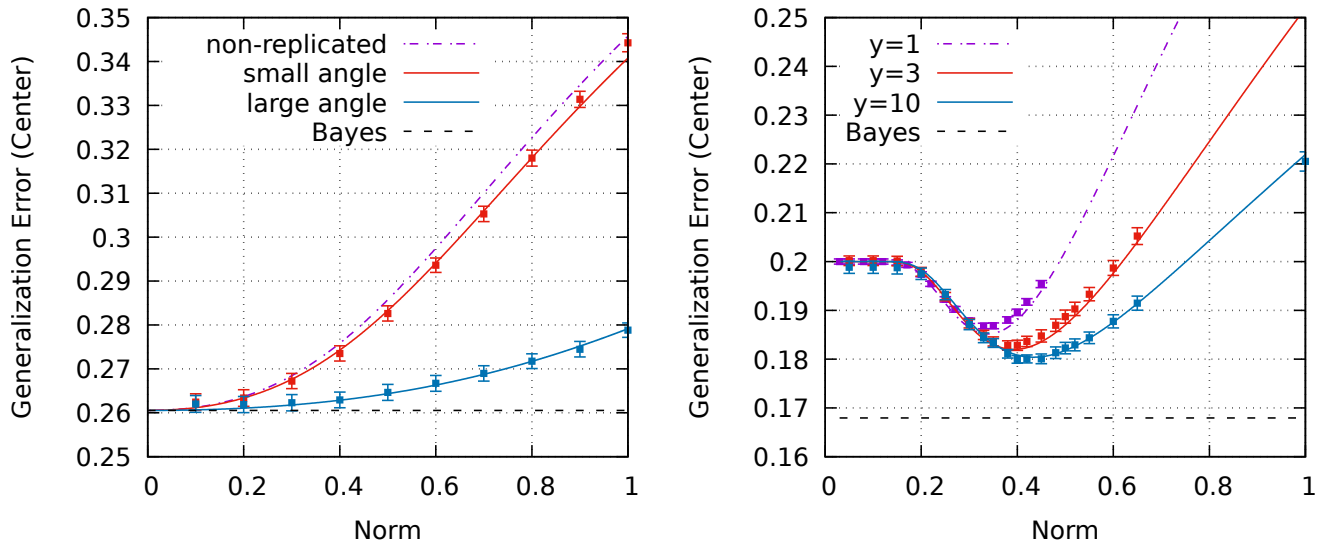 Generalization Error (Center)
0.35
0.34
0.33
0.32
0.31
0.3
0.29
0.28
0.27
0.26
0.25
non-replicated
small angle
large angle
Bayes
0 0.2 0.4 0.6 0.8 1
Norm
Generalization Error (Center)
0.25
0.24
0.23
0.22
0.21
0.2
0.19
0.18
0.17
0.16
y=1
y=3
y=10
Bayes
0 0.2 0.4 0.6 0.8 1
Norm